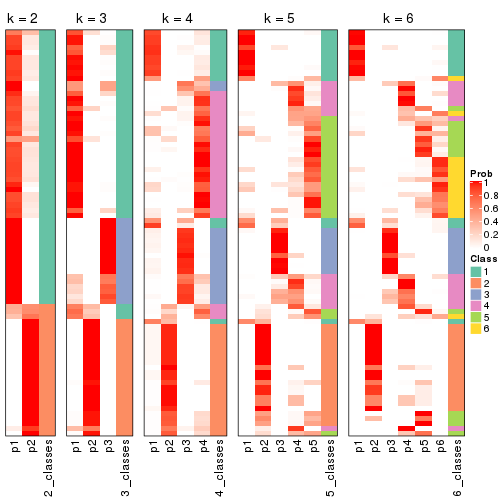 k = 2
k = 3
k = 4
k = 5
k = 6
Prob
1
0.8
0.6
0.4
0.2
0
Class
1
2
3
4
5
6
p1
p2
2_classes
p1
p2
p3
3_classes
p1
p2
p3
p4
4_classes
p1
p2
p3
p4
p5
5_classes
p1
p2
p3
p4
p5
p6
6_classes